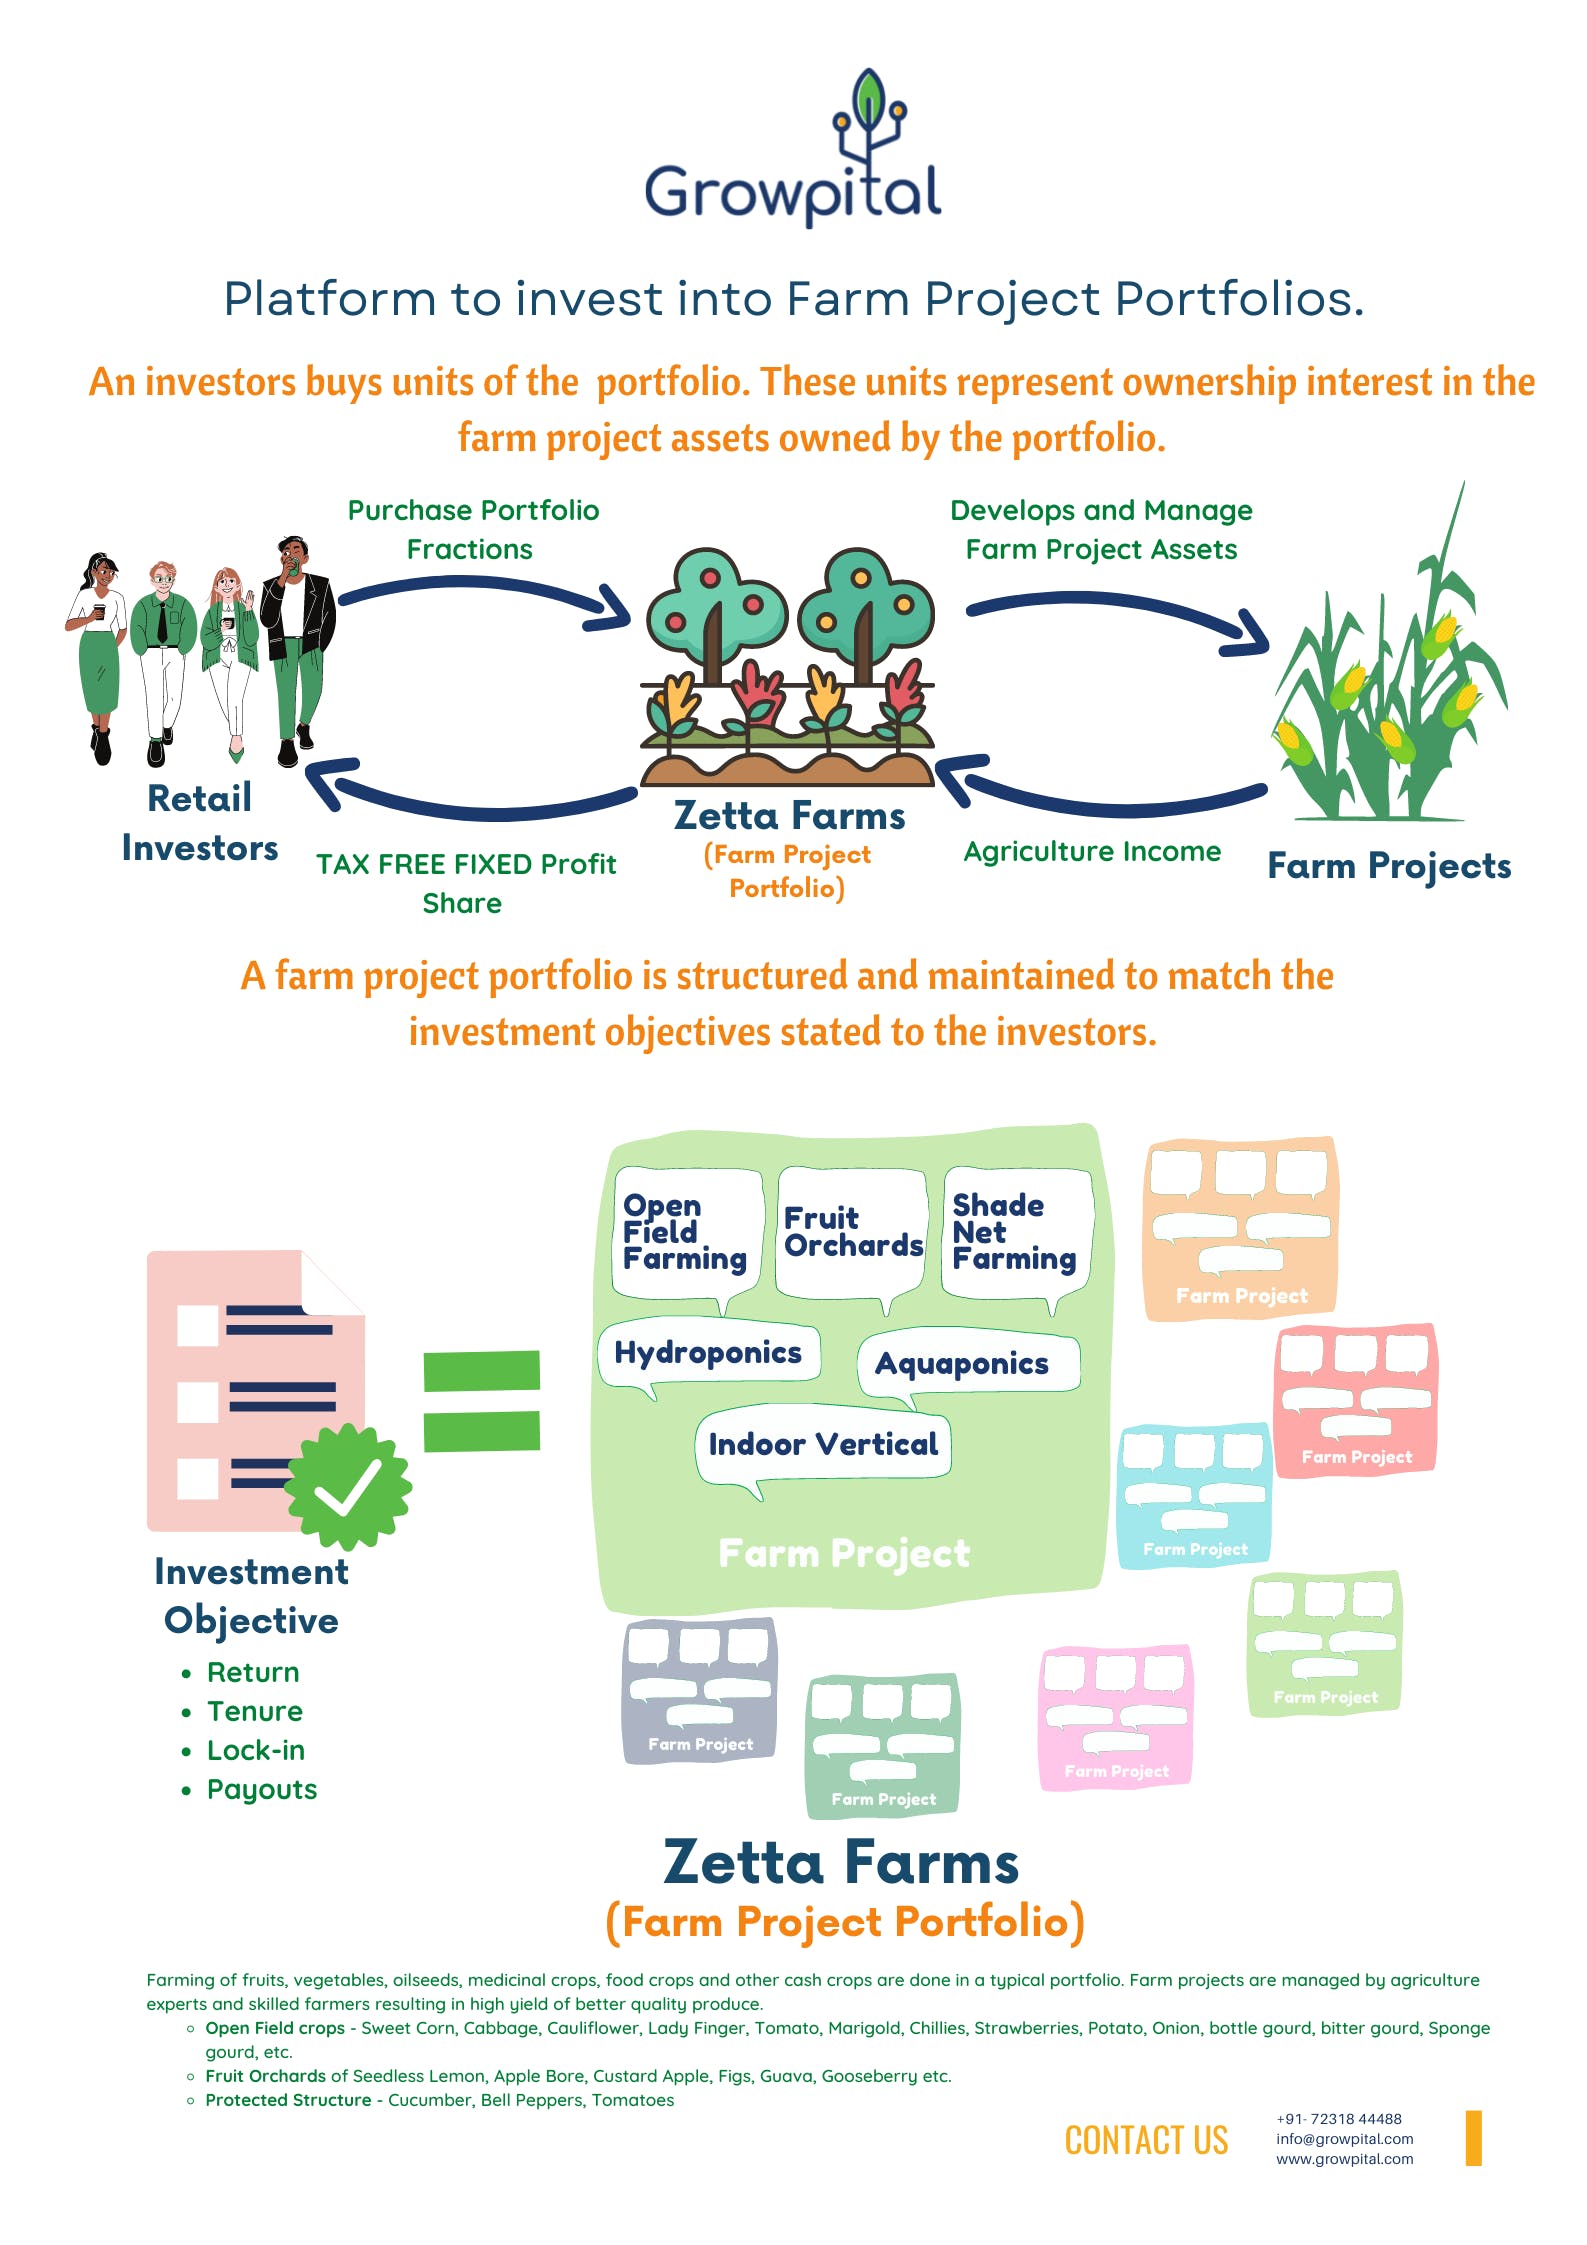 Growpital
Platform to invest into Farm Project Portfolios.
An investors buys units of the portfolio. These units represent ownership interest in the
farm project assets owned by the portfolio.
Purchase Portfolio
Fractions
Develops and Manage
Farm Project Assets
Retail
Investors
TAX FREE FIXED Profit
Share
Zetta Farms
(Farm Project
Portfolio)
Agriculture Income
Farm Projects
A farm project portfolio is structured and maintained to match the
investment objectives stated to the investors.
Open
Field
Farming
Fruit
Orchards
Shade
Net
Farming
Hydroponics
Aquaponics
Indoor Vertical
Farm Project
Farm Project
Farm Project
Farm Project
Farm Project
Farm Project
Farm Project
Farm Project
Investment
Objective
• Return
• Tenure
• Lock-in
• Payouts
Zetta Farms
(Farm Project Portfolio)
Farming of fruits, vegetables, oilseeds, medicinal crops, food crops and other cash crops are done in a typical portfolio. Farm projects are managed by agriculture
experts and skilled farmers resulting in high yield of better quality produce.
◦ Open Field crops - Sweet Corn, Cabbage, Cauliflower, Lady Finger, Tomato, Marigold, Chillies, Strawberries, Potato, Onion, bottle gourd, bitter gourd, Sponge
gourd, etc.
◦ Fruit Orchards of Seedless Lemon, Apple Bore, Custard Apple, Figs, Guava, Gooseberry etc.
◦ Protected Structure - Cucumber, Bell Peppers, Tomatoes
CONTACT US
+91- 72318 44488
info@growpital.com
www.growpital.com